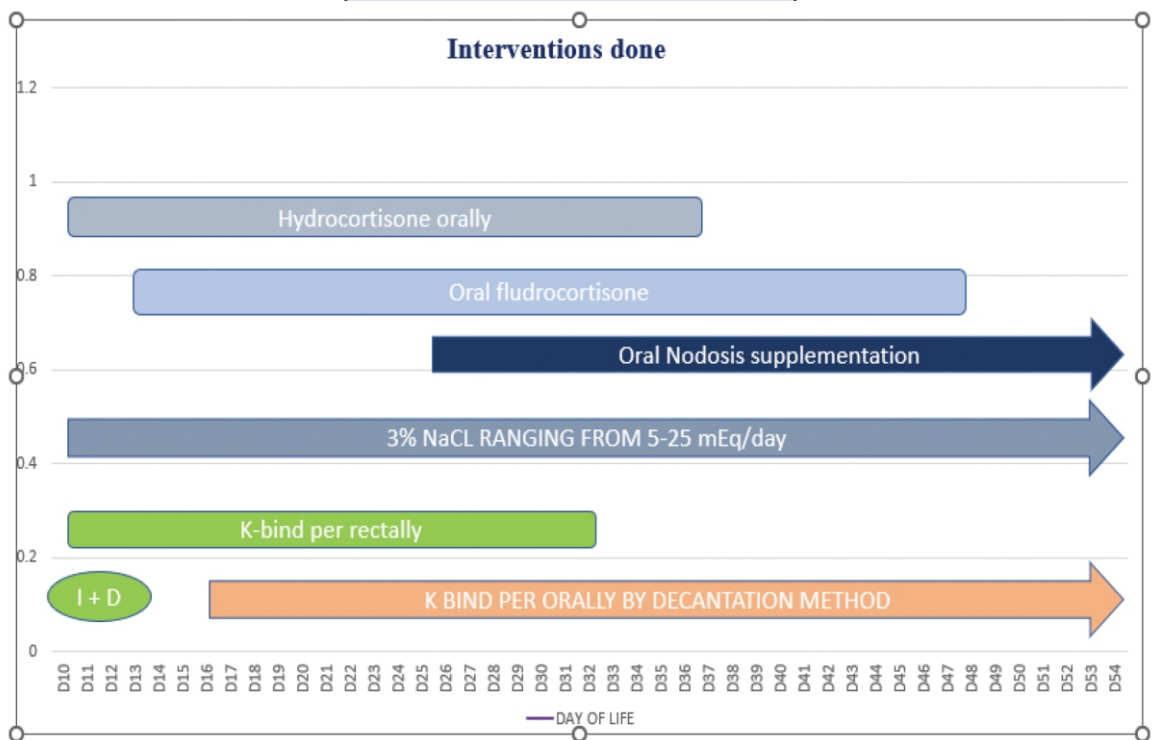 Interventions done
1.2
1
Hydrocortisone orally
0.8
Oral fludrocortisone
Oral Nodosis supplementation
0.6
3% NaCL RANGING FROM 5-25 mEq/day
0.4
K-bind per rectally
0.2
I + D
K BIND PER ORALLY BY DECANTATION METHOD
0
D10 D11 D12 D13 D14 D15 D16 D17 D18 D19 D20 D21 D22 D23 D24 D25 D26 D27 D28 D29 D30 D31 D32 D33 D34 D35 D36 D37 D38 D39 D40 D41 D42 D43 D44 D45 D46 D47 D48 D49 D50 D51 D52 D53 D54
DAY OF LIFE